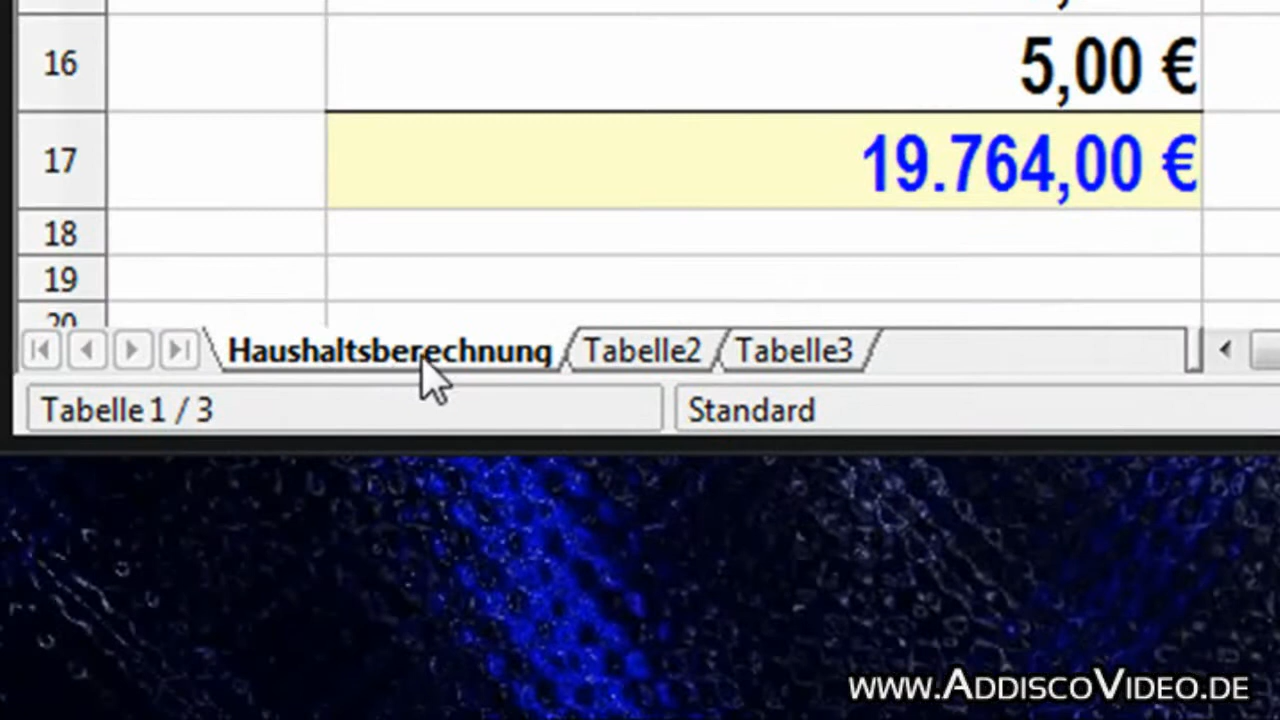 16 5,00 €
17 19.764,00 €
18
19
20
Haushaltsberechnung Tabelle2 Tabelle3
Tabelle 1 / 3 Standard
www.AddiscoVideo.de